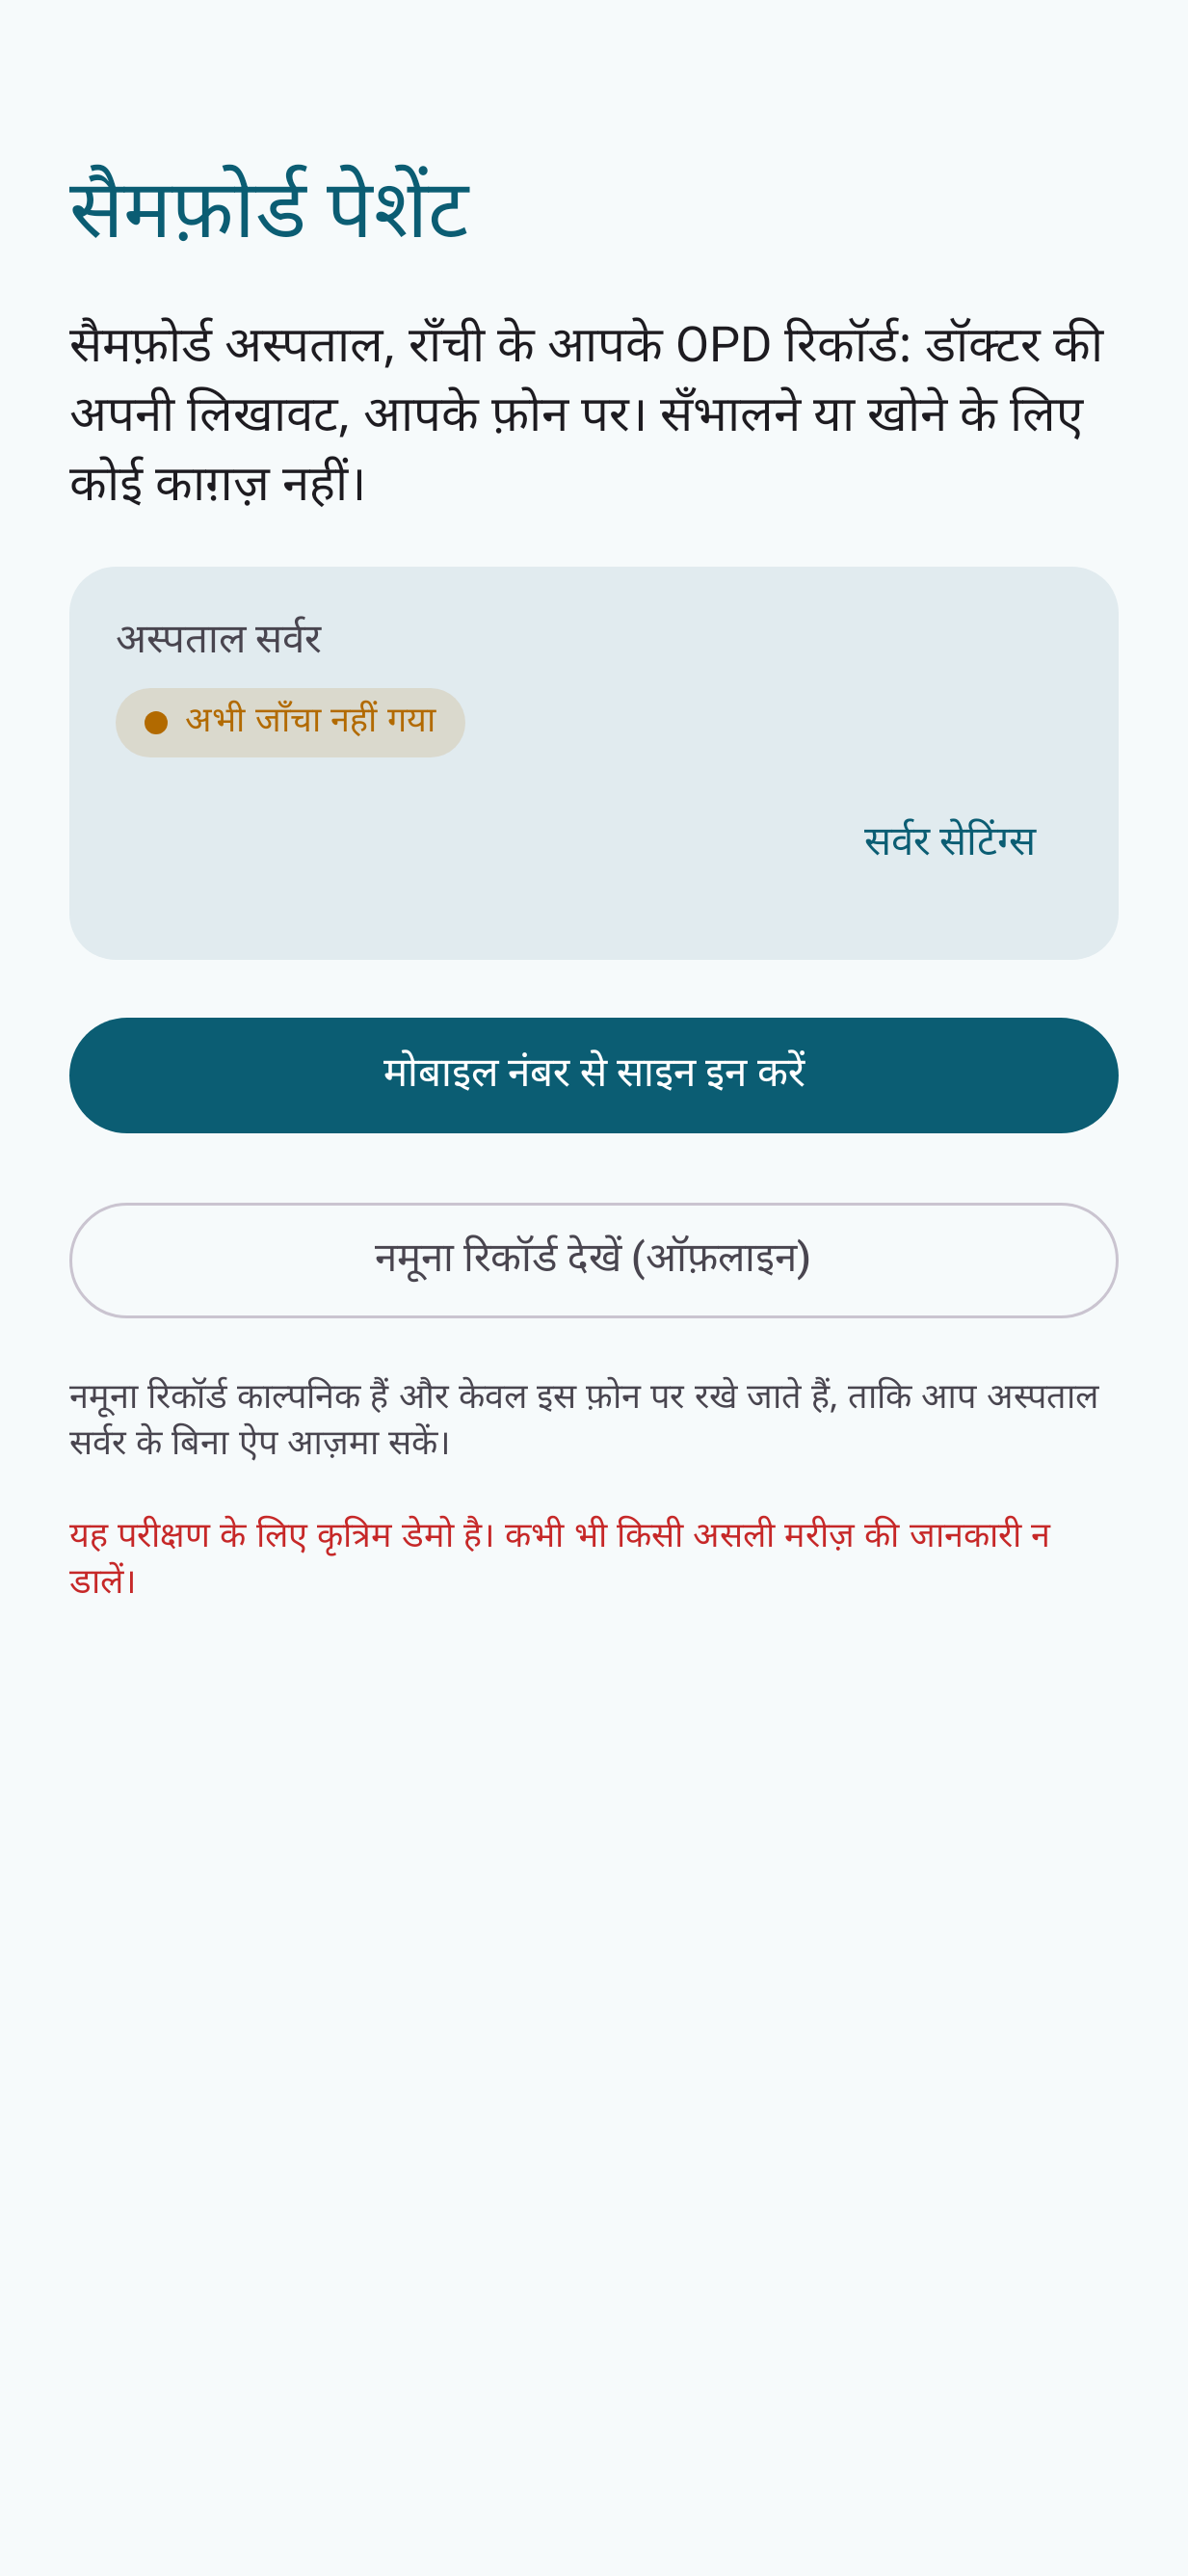 सैमफ़ोर्ड पेशेंट
सैमफ़ोर्ड अस्पताल, राँची के आपके OPD रिकॉर्ड: डॉक्टर की
अपनी लिखावट, आपके फ़ोन पर। सँभालने या खोने के लिए
कोई काग़ज़ नहीं।
अस्पताल सर्वर
अभी जाँचा नहीं गया
सर्वर सेटिंग्स
मोबाइल नंबर से साइन इन करें
नमूना रिकॉर्ड देखें (ऑफ़लाइन)
नमूना रिकॉर्ड काल्पनिक हैं और केवल इस फ़ोन पर रखे जाते हैं, ताकि आप अस्पताल
सर्वर के बिना ऐप आज़मा सकें।
यह परीक्षण के लिए कृत्रिम डेमो है। कभी भी किसी असली मरीज़ की जानकारी न
डालें।